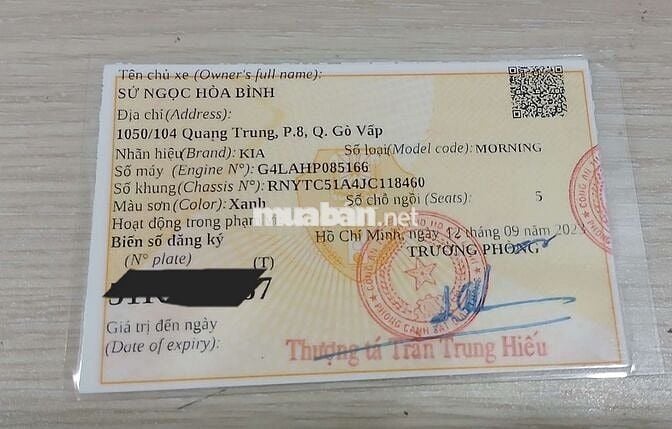 Tên chủ xe (Owner's full name):
SỬ NGỌC HÒA BÌNH
Địa chỉ(Address):
1050/104 Quang Trung, P.8, Q. Gò Vấp
Nhãn hiệu(Brand): KIA Số loại(Model code): MORNING
Số máy (Engine N°): G4LAHP085166
Số khung(Chassis N°): RNYTC51A4JC118460
Màu sơn(Color): Xanh Số chỗ ngồi (Seats): 5
Hoạt động trong phạm
muaban.net
Biển số đăng ký Hồ Chí Minh, ngày 12 tháng 09 năm
(N° plate) (T) TRƯỞNG PHÒNG
Giá trị đến ngày
(Date of expiry): Thượng tá Trần Trung Hiếu